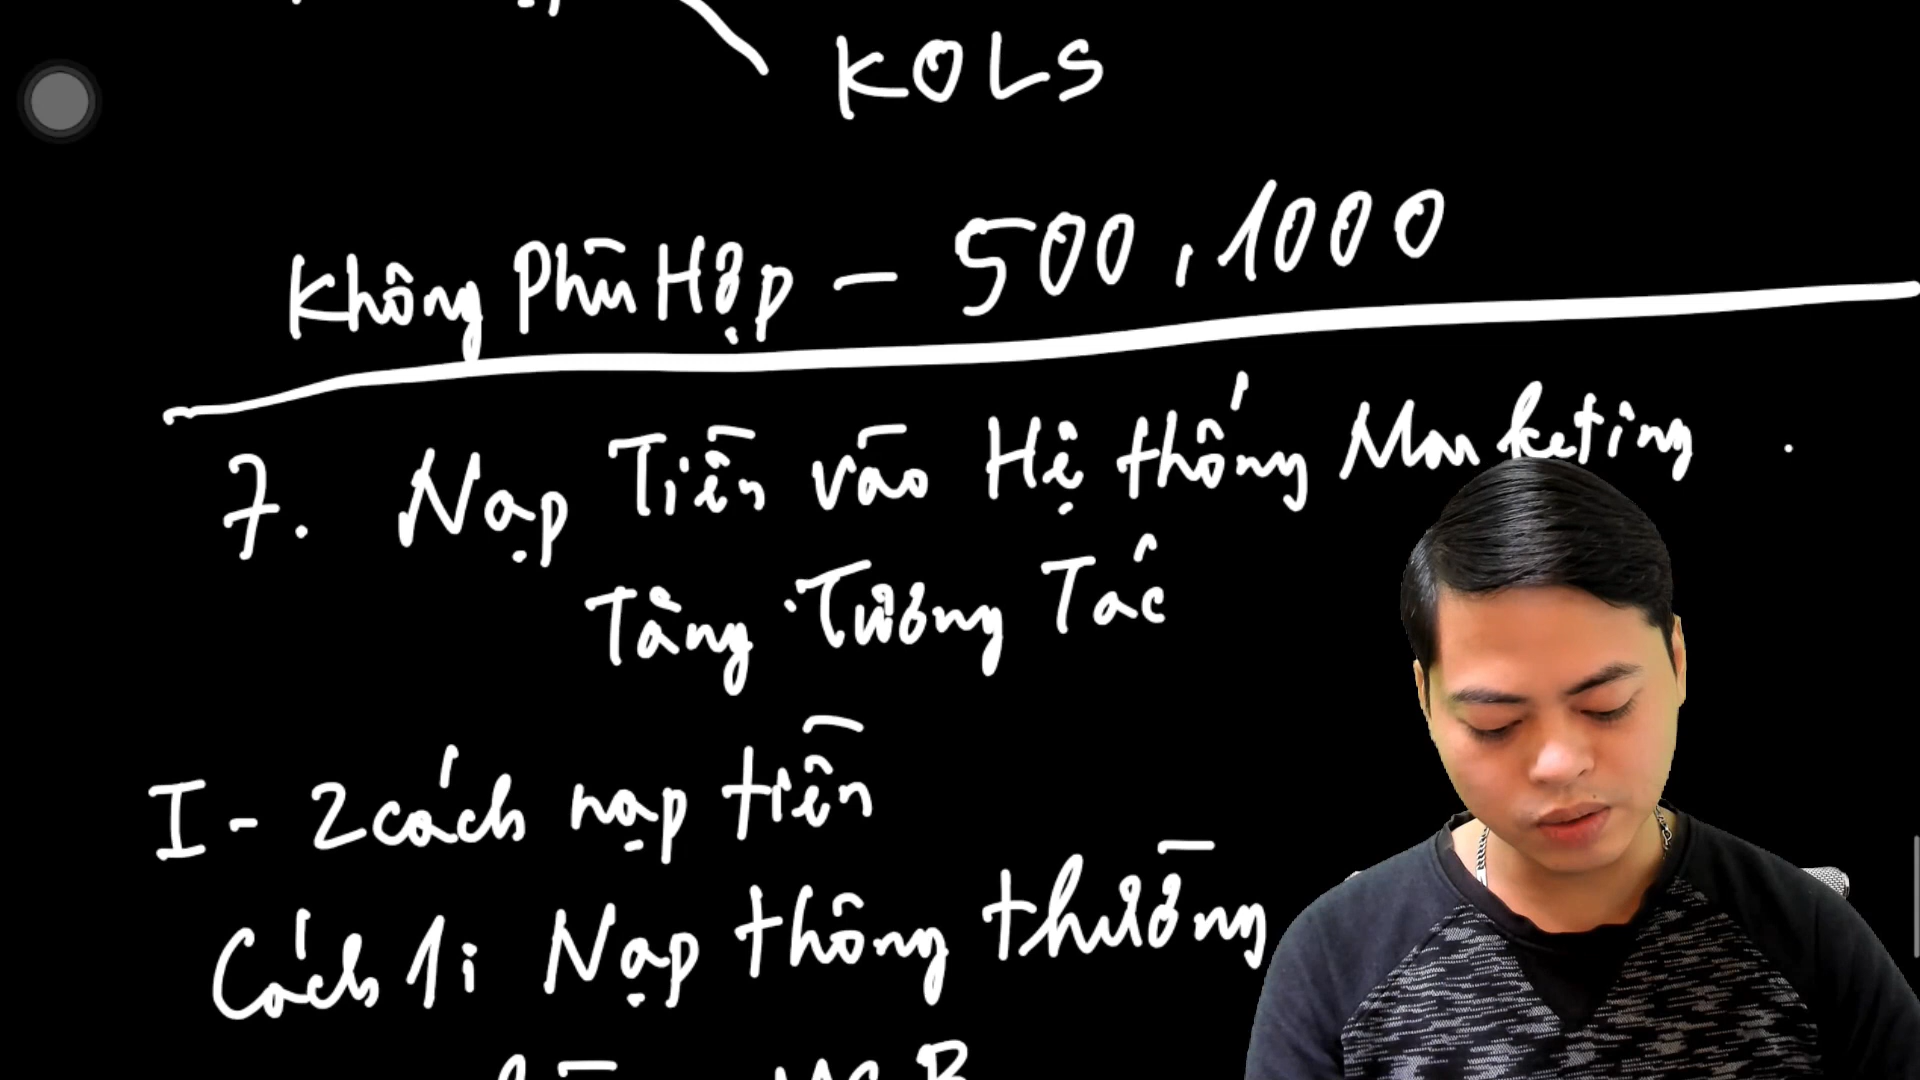 KOLS
Không Phù Hợp - 500, 1000
7. Nạp Tiền vào Hệ thống Marketing.
Tăng Tương Tác
I - 2 cách nạp tiền
Cách 1: Nạp thông thường